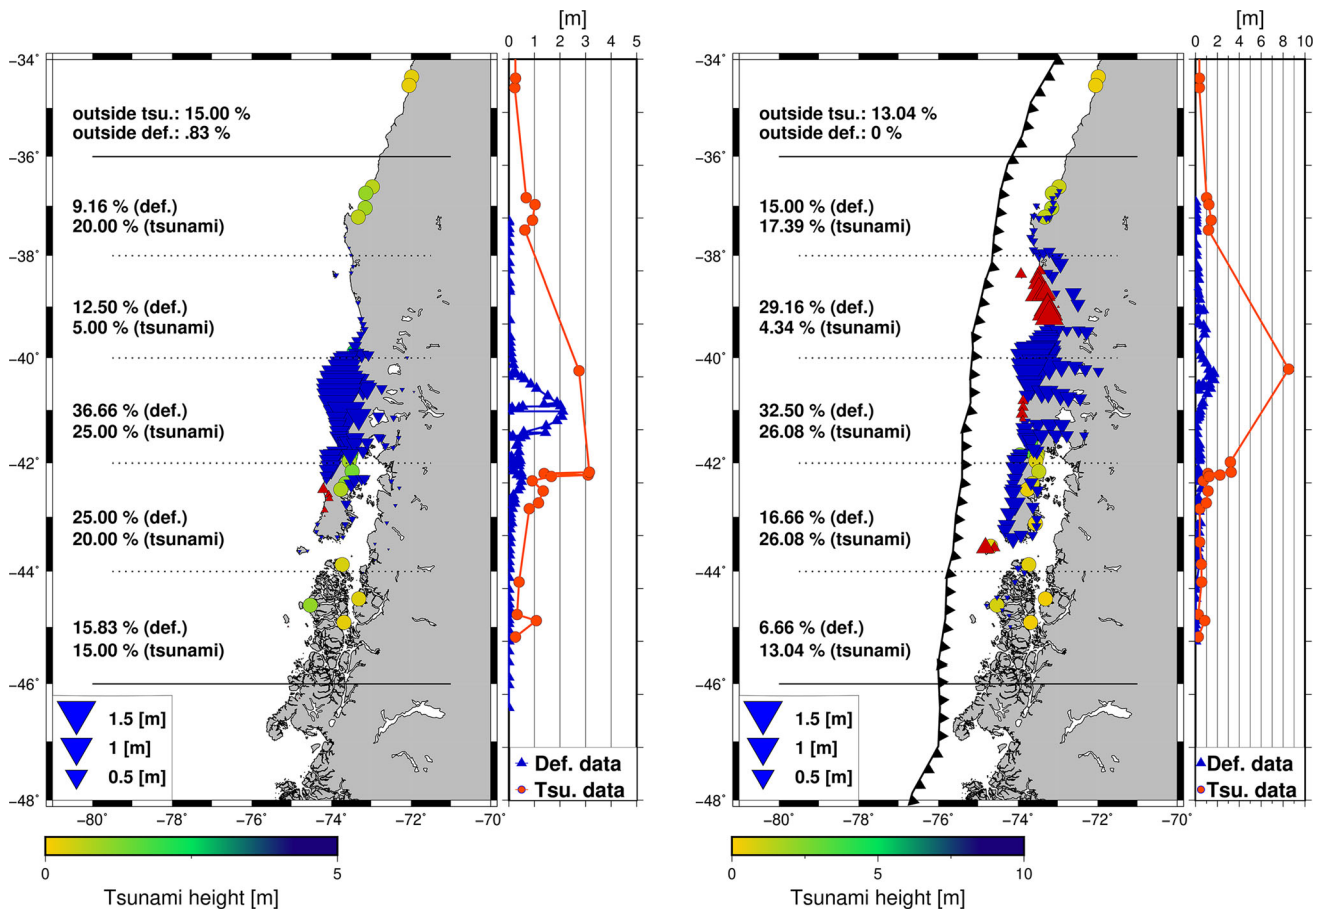 [m]
0 1 2 3 5
−34°
−36°
−38°
−40°
−42°
−44°
−46°
−48°
outside tsu.: 15.00 %
outside def.: .83 %
9.16 % (def.)
20.00 % (tsunami)
12.50 % (def.)
5.00 % (tsunami)
36.66 % (def.)
25.00 % (tsunami)
25.00 % (def.)
20.00 % (tsunami)
15.83 % (def.)
15.00 % (tsunami)
1.5 [m]
1 [m]
0.5 [m]
Def. data
Tsu. data
−80° −76° −74° −72° −70°
0 5
Tsunami height [m]
[m]
0 2 4 6 8 10
−34°
−36°
−38°
−40°
−42°
−44°
−46°
−48°
outside tsu.: 13.04 %
outside def.: 0 %
15.00 % (def.)
17.39 % (tsunami)
29.16 % (def.)
4.34 % (tsunami)
32.50 % (def.)
26.08 % (tsunami)
16.66 % (def.)
26.08 % (tsunami)
6.66 % (def.)
13.04 % (tsunami)
1.5 [m]
1 [m]
0.5 [m]
Def. data
Tsu. data
−80° −76° −74° −72° −70°
0 5 10
Tsunami height [m]